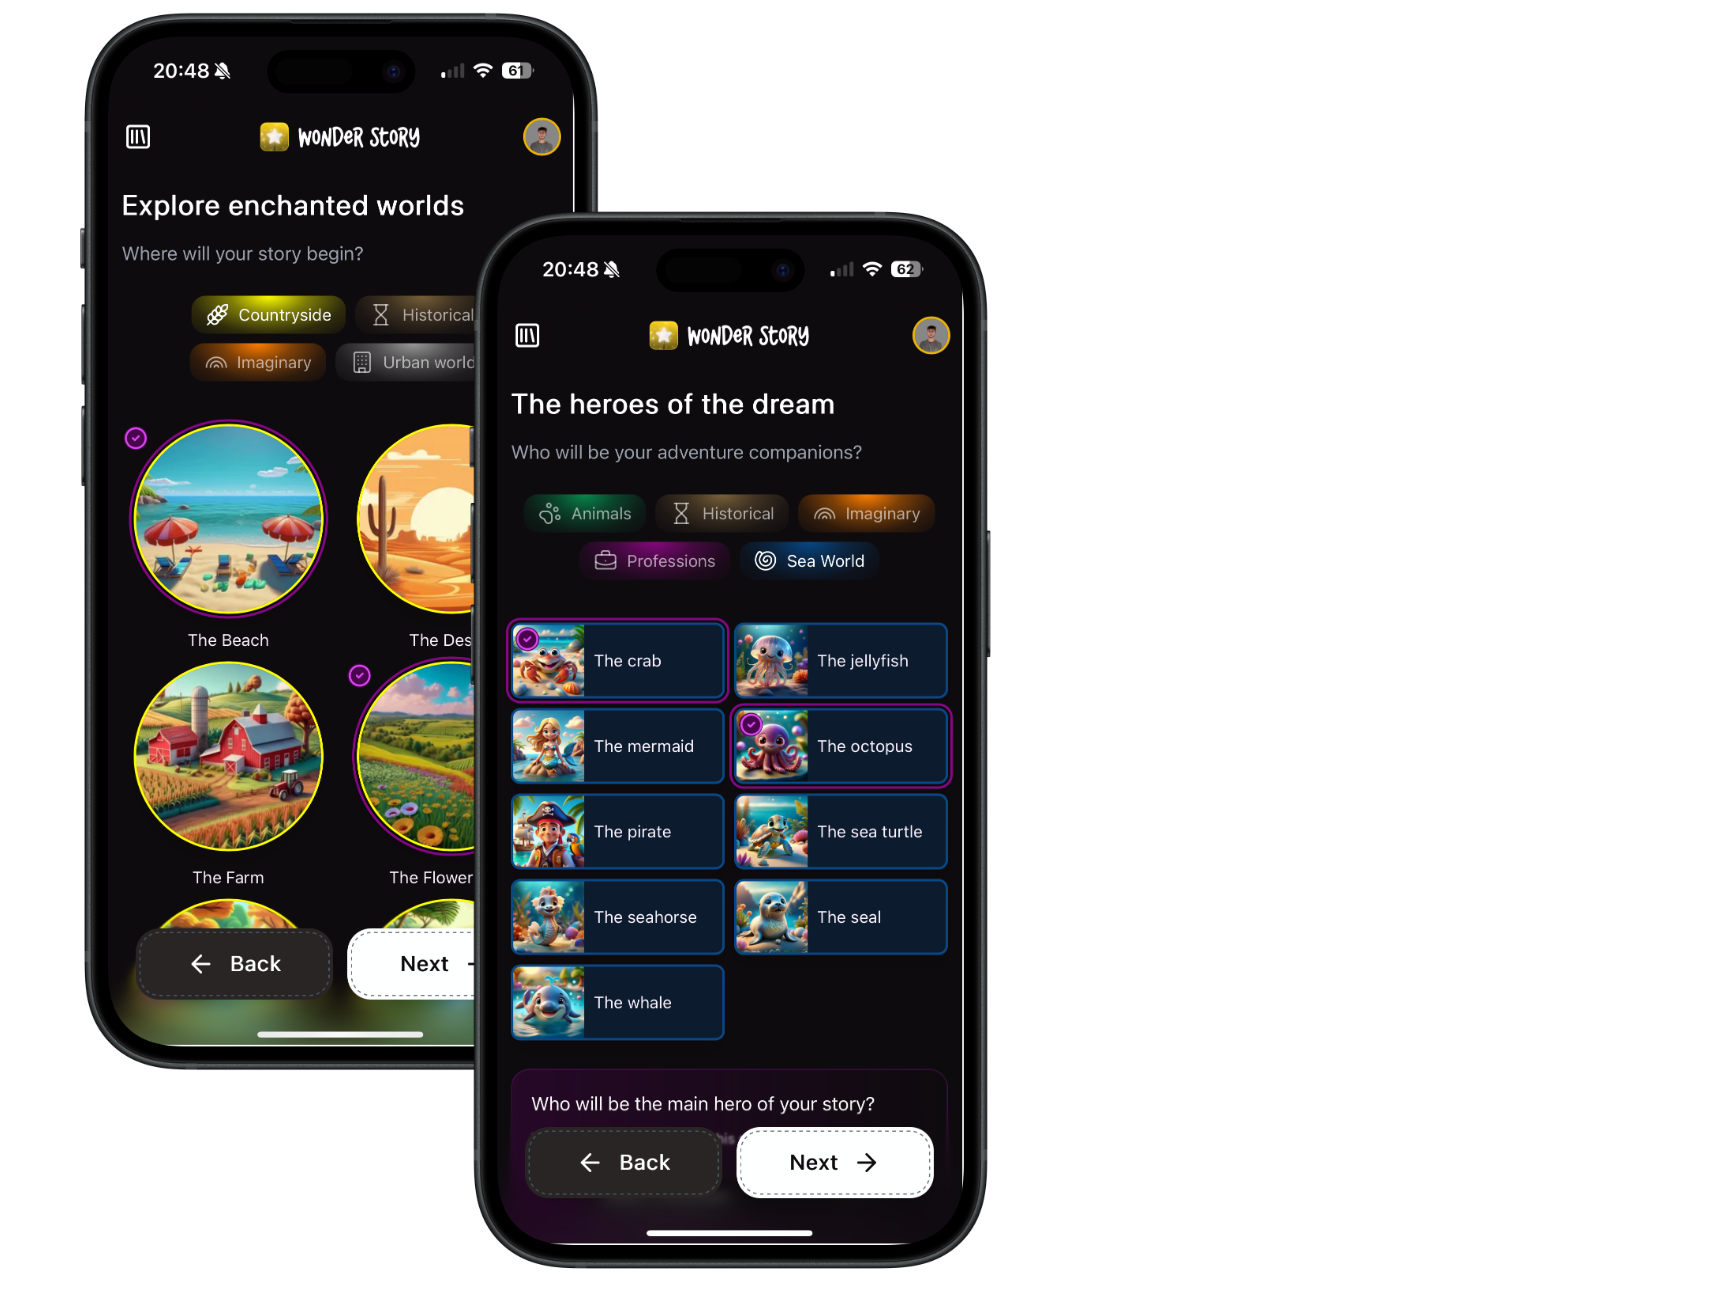 20:48
61
WONDER STORY
Explore enchanted worlds
Where will your story begin?
Countryside
Historical
Imaginary
Urban world
The Beach
The Des
The Farm
The Flower
Back
Next
20:48
62
WONDER STORY
The heroes of the dream
Who will be your adventure companions?
Animals
Historical
Imaginary
Professions
Sea World
The crab
The jellyfish
The mermaid
The octopus
The pirate
The sea turtle
The seahorse
The seal
The whale
Who will be the main hero of your story?
Back
Next